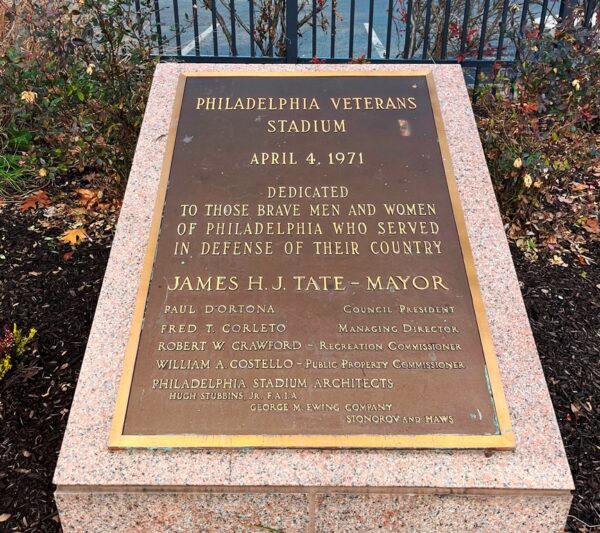 PHILADELPHIA VETERANS
STADIUM
APRIL 4, 1971
DEDICATED
TO THOSE BRAVE MEN AND WOMEN
OF PHILADELPHIA WHO SERVED
IN DEFENSE OF THEIR COUNTRY
JAMES H. J. TATE - MAYOR
PAUL D'ORTONA COUNCIL PRESIDENT
FRED T. CORLETO MANAGING DIRECTOR
ROBERT W. CRAWFORD - RECREATION COMMISSIONER
WILLIAM A. COSTELLO - PUBLIC PROPERTY COMMISSIONER
PHILADELPHIA STADIUM ARCHITECTS
HUGH STUBBINS, JR., F.A.I.A.
GEORGE M. EWING COMPANY
STONOROV AND HAWS